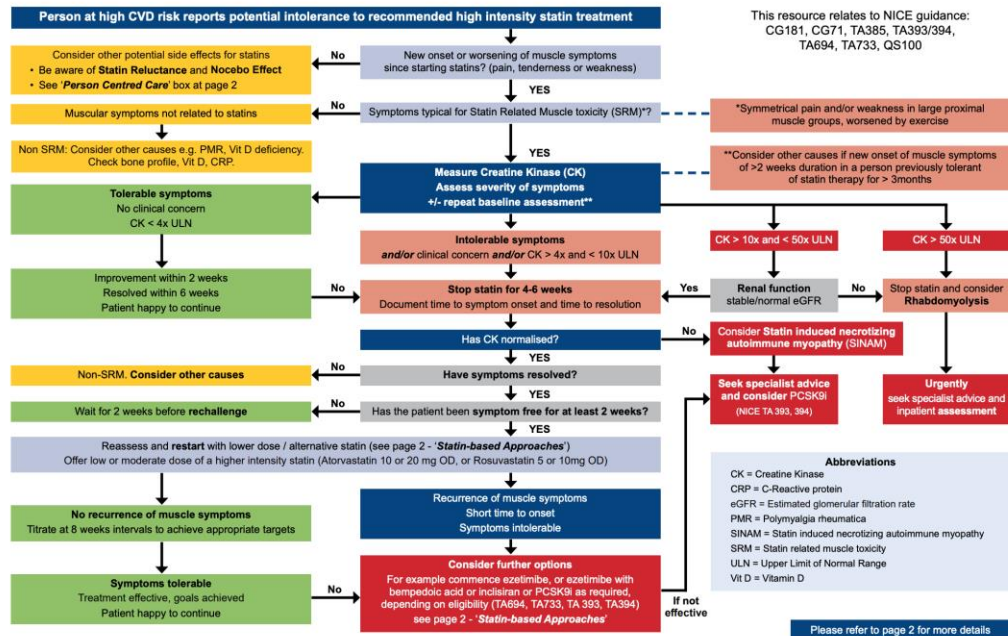 Person at high CVD risk reports potential intolerance to recommended high intensity statin treatment
This resource relates to NICE guidance:
CG181, CG71, TA385, TA393/394,
TA694, TA733, QS100
Consider other potential side effects for statins
• Be aware of Statin Reluctance and Nocebo Effect
• See 'Person Centred Care' box at page 2
No
New onset or worsening of muscle symptoms
since starting statins? (pain, tenderness or weakness)
YES
Muscular symptoms not related to statins
No
Symptoms typical for Statin Related Muscle toxicity (SRM)*?
*Symmetrical pain and/or weakness in large proximal
muscle groups, worsened by exercise
Non SRM: Consider other causes e.g. PMR, Vit D deficiency.
Check bone profile, Vit D, CRP.
YES
Measure Creatine Kinase (CK)
Assess severity of symptoms
+/- repeat baseline assessment**
**Consider other causes if new onset of muscle symptoms
of >2 weeks duration in a person previously tolerant
of statin therapy for > 3months
Tolerable symptoms
No clinical concern
CK < 4x ULN
Intolerable symptoms
and/or clinical concern and/or CK > 4x and < 10x ULN
CK > 10x and < 50x ULN
CK > 50x ULN
Improvement within 2 weeks
Resolved within 6 weeks
Patient happy to continue
No
Stop statin for 4-6 weeks
Document time to symptom onset and time to resolution
Yes
Renal function
stable/normal eGFR
No
Stop statin and consider
Rhabdomyolysis
Has CK normalised?
No
Consider Statin induced necrotizing
autoimmune myopathy (SINAM)
YES
Non-SRM. Consider other causes
No
Have symptoms resolved?
Seek specialist advice
and consider PCSK9i
(NICE TA 393, 394)
Urgently
seek specialist advice and
inpatient assessment
YES
Wait for 2 weeks before rechallenge
No
Has the patient been symptom free for at least 2 weeks?
YES
Reassess and restart with lower dose / alternative statin (see page 2 - 'Statin-based Approaches')
Offer low or moderate dose of a higher intensity statin (Atorvastatin 10 or 20 mg OD, or Rosuvastatin 5 or 10mg OD)
No recurrence of muscle symptoms
Titrate at 8 weeks intervals to achieve appropriate targets
Recurrence of muscle symptoms
Short time to onset
Symptoms intolerable
Symptoms tolerable
Treatment effective, goals achieved
Patient happy to continue
No
Consider further options
For example commence ezetimibe, or ezetimibe with
bempedoic acid or inclisiran or PCSK9i as required,
depending on eligibility (TA694, TA733, TA 393, TA394)
see page 2 - 'Statin-based Approaches'
If not
effective
Abbreviations
CK = Creatine Kinase
CRP = C-Reactive protein
eGFR = Estimated glomerular filtration rate
PMR = Polymyalgia rheumatica
SINAM = Statin induced necrotizing autoimmune myopathy
SRM = Statin related muscle toxicity
ULN = Upper Limit of Normal Range
Vit D = Vitamin D
Please refer to page 2 for more details